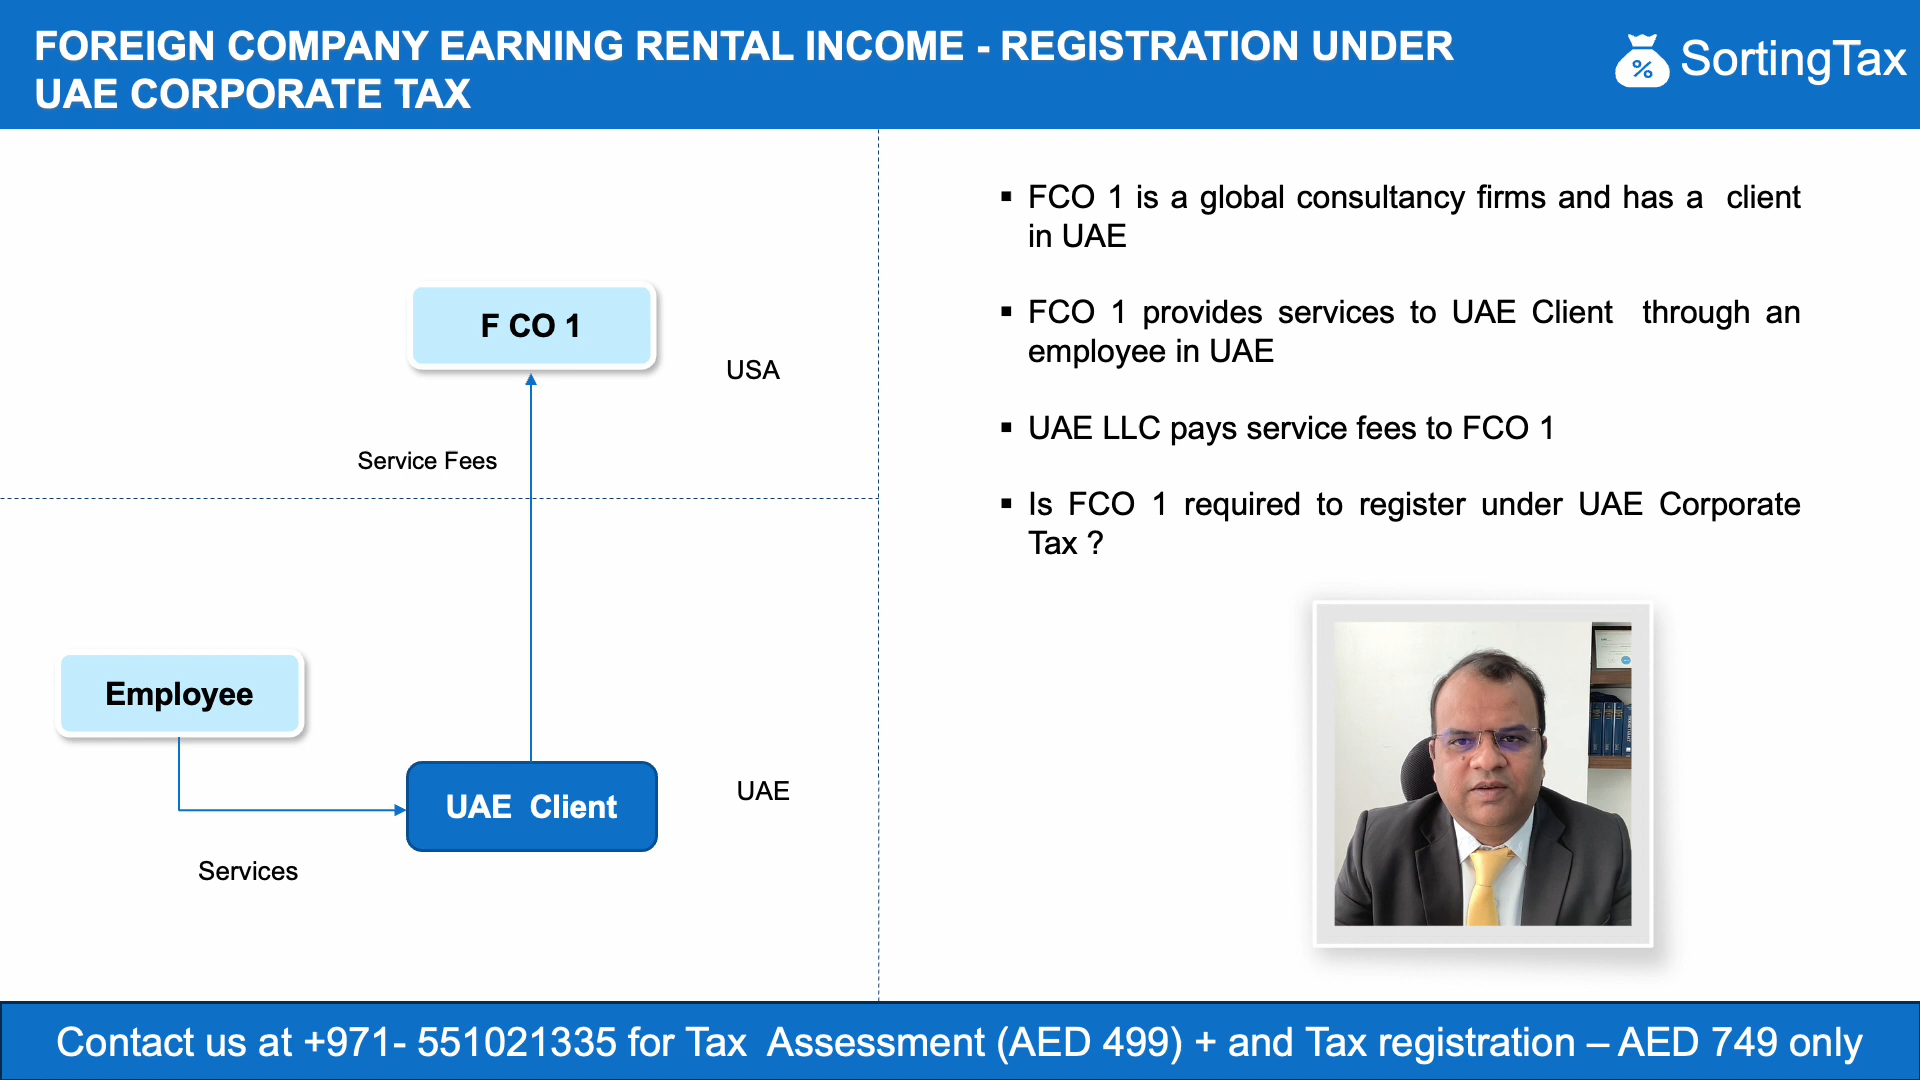 FOREIGN COMPANY EARNING RENTAL INCOME - REGISTRATION UNDER
UAE CORPORATE TAX
% SortingTax
F CO 1
USA
Service Fees
Employee
UAE  Client
UAE
Services
▪ FCO 1 is a global consultancy firms and has a  client
in UAE
▪ FCO 1 provides services to UAE Client  through an
employee in UAE
▪ UAE LLC pays service fees to FCO 1
▪ Is FCO 1 required to register under UAE Corporate
Tax ?
Contact us at +971- 551021335 for Tax  Assessment (AED 499) + and Tax registration – AED 749 only